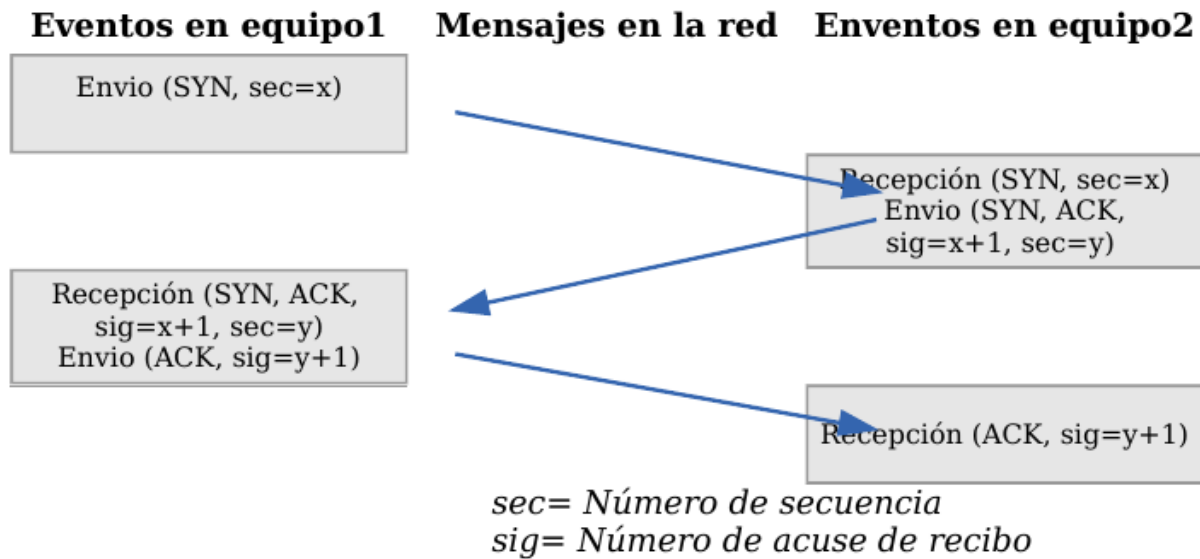 Eventos en equipo1
Mensajes en la red
Enventos en equipo2
Envio (SYN, sec=x)
Recepción (SYN, sec=x)
Envio (SYN, ACK,
sig=x+1, sec=y)
Recepción (SYN, ACK,
sig=x+1, sec=y)
Envio (ACK, sig=y+1)
Recepción (ACK, sig=y+1)
sec= Número de secuencia
sig= Número de acuse de recibo